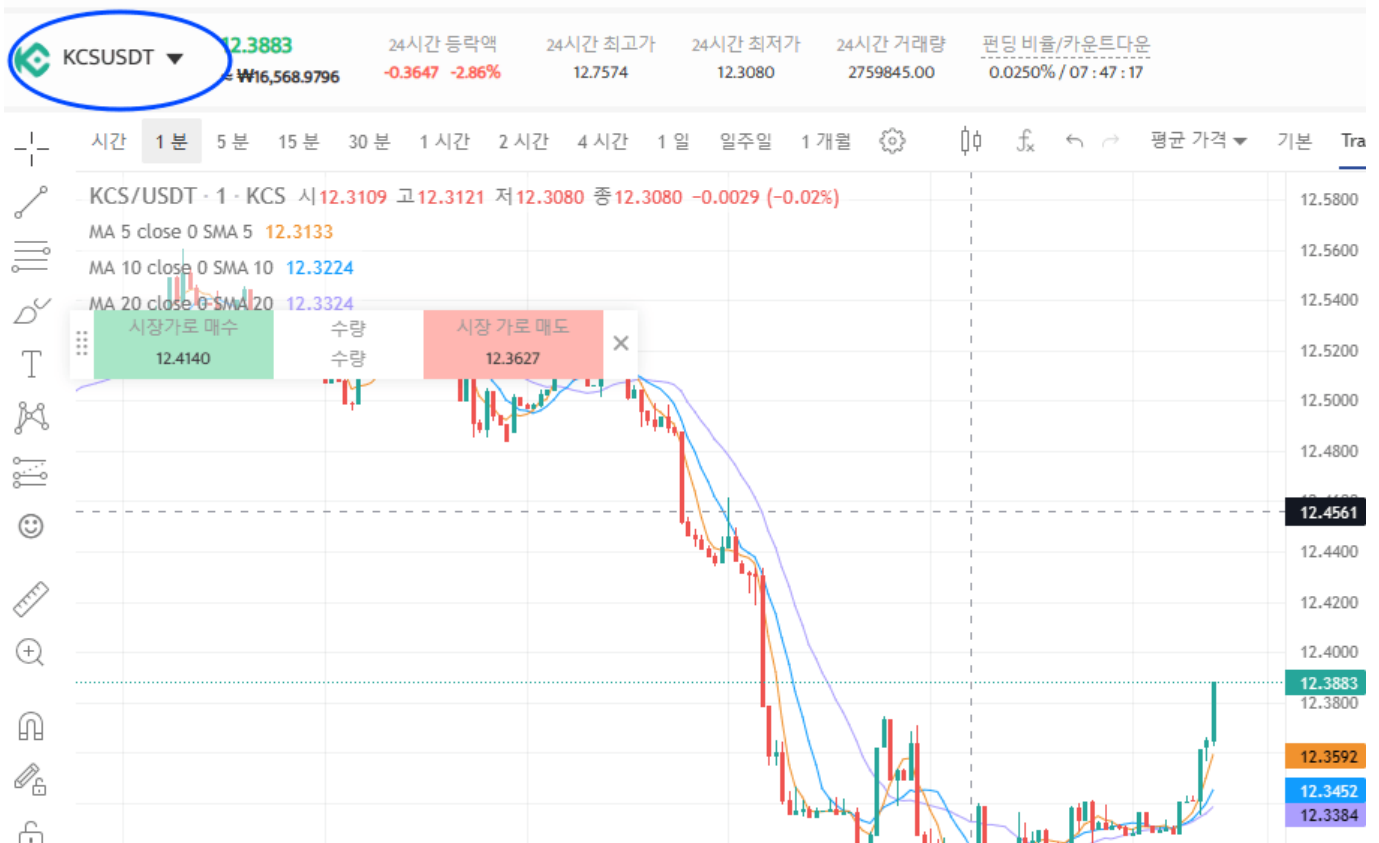 KCSUSDT
12.3883
≈ ₩16,568.9796
24시간 등락액
-0.3647 -2.86%
24시간 최고가
12.7574
24시간 최저가
12.3080
24시간 거래량
2759845.00
펀딩 비율/카운트다운
0.0250% / 07 : 47 : 17
시간 1 분 5 분 15 분 30 분 1 시간 2 시간 4 시간 1 일 일주일 1 개월 fx 평균 가격 기본 Tra
KCS/USDT · 1 · KCS 시12.3109 고12.3121 저12.3080 종12.3080 −0.0029 (−0.02%)
MA 5 close 0 SMA 5 12.3133
MA 10 close 0 SMA 10 12.3224
MA 20 close 0 SMA 20 12.3324
시장가로 매수 수량 시장 가로 매도
12.4140 수량 12.3627
12.5800
12.5600
12.5400
12.5200
12.5000
12.4800
12.4561
12.4400
12.4200
12.4000
12.3883
12.3800
12.3592
12.3452
12.3384